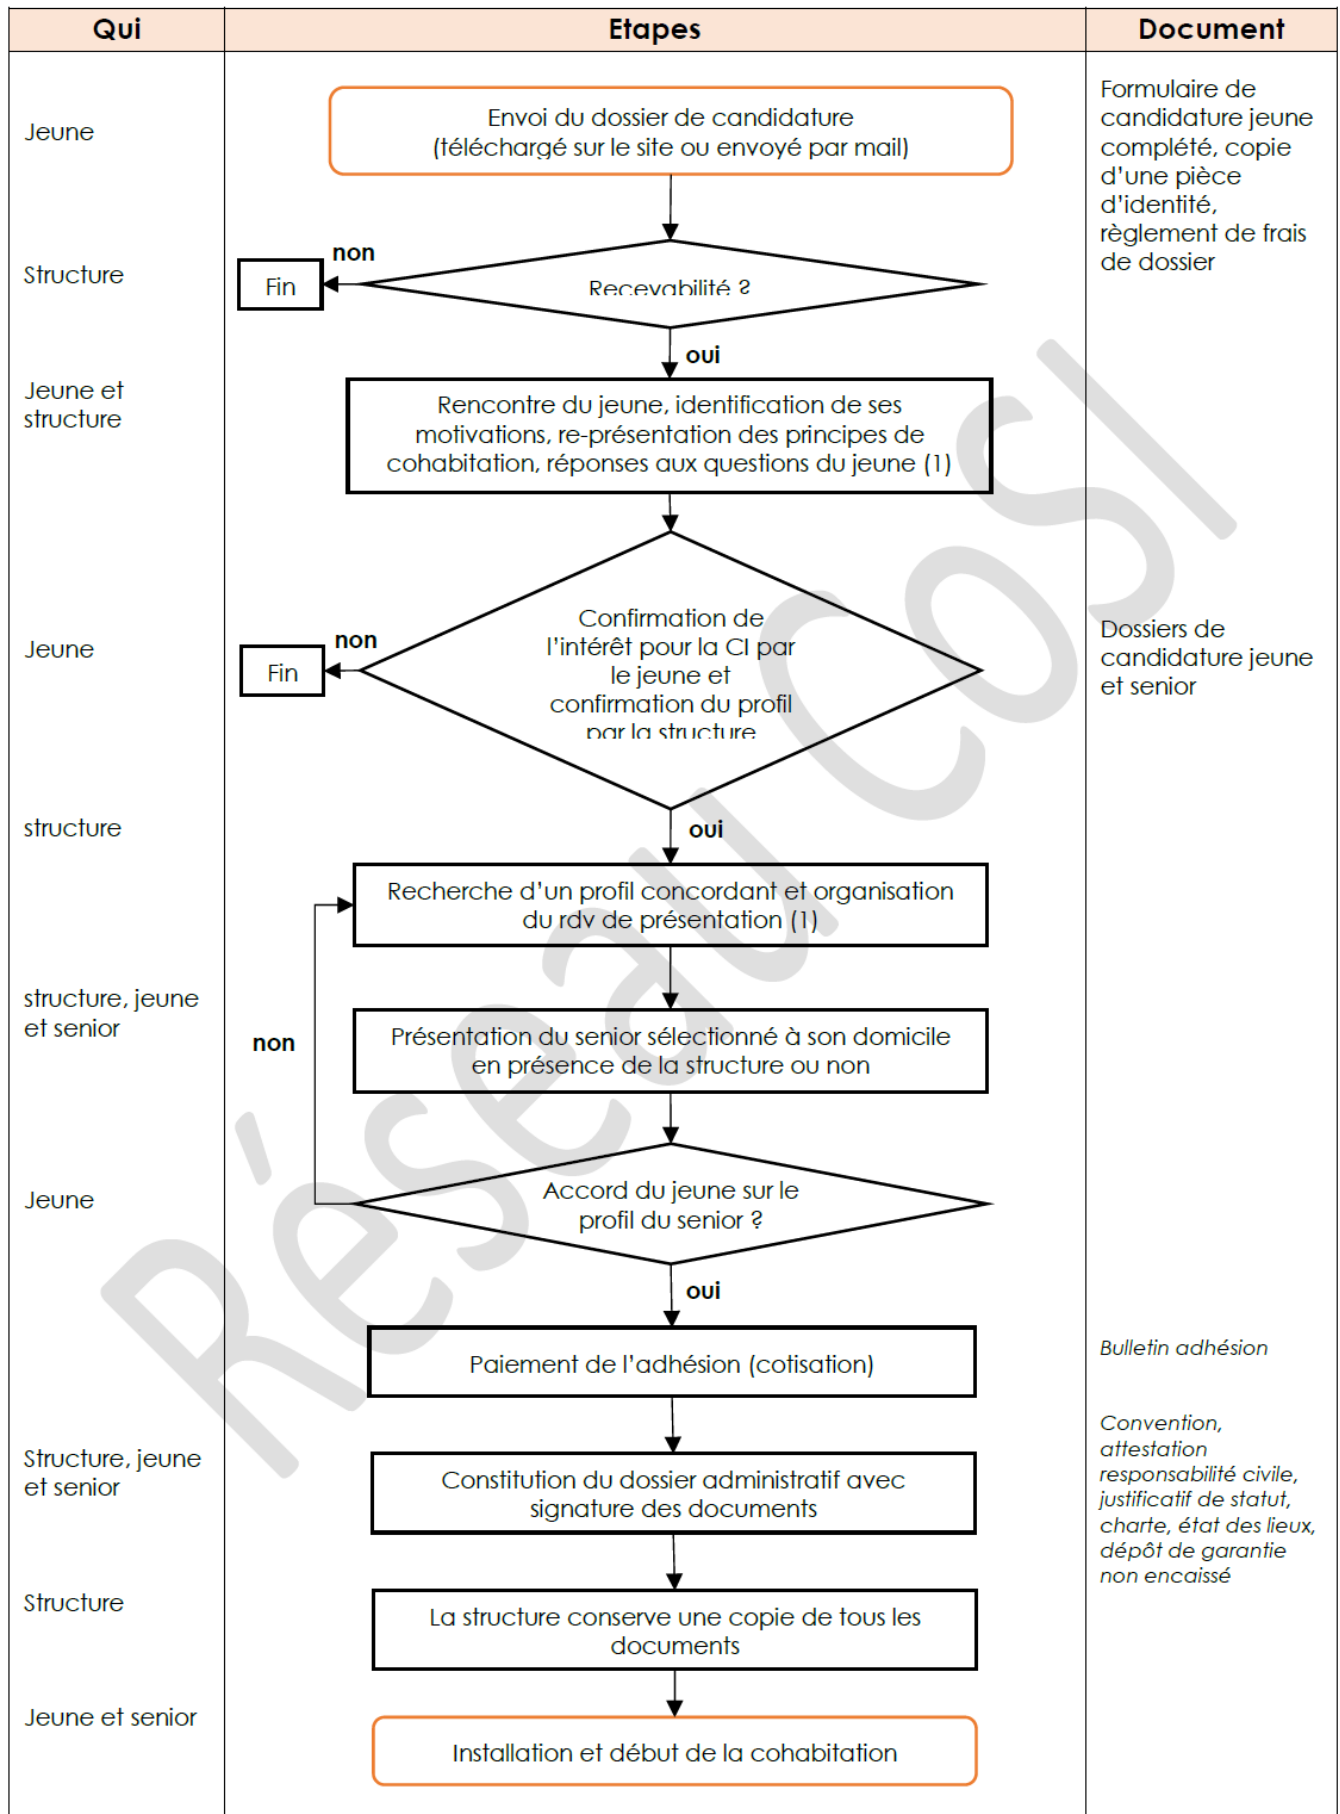 Qui
Etapes
Document
Jeune
Envoi du dossier de candidature
(téléchargé sur le site ou envoyé par mail)
Formulaire de
candidature jeune
complété, copie
d'une pièce
d'identité,
règlement de frais
de dossier
Structure
non
Fin
Recevabilité ?
oui
Jeune et
structure
Rencontre du jeune, identification de ses
motivations, re-présentation des principes de
cohabitation, réponses aux questions du jeune (1)
Jeune
non
Fin
Confirmation de
l'intérêt pour la CI par
le jeune et
confirmation du profil
par la structure
Dossiers de
candidature jeune
et senior
structure
oui
Recherche d'un profil concordant et organisation
du rdv de présentation (1)
structure, jeune
et senior
non
Présentation du senior sélectionné à son domicile
en présence de la structure ou non
Jeune
Accord du jeune sur le
profil du senior ?
oui
Paiement de l'adhésion (cotisation)
Bulletin adhésion
Structure, jeune
et senior
Constitution du dossier administratif avec
signature des documents
Convention,
attestation
responsabilité civile,
justificatif de statut,
charte, état des lieux,
dépôt de garantie
non encaissé
Structure
La structure conserve une copie de tous les
documents
Jeune et senior
Installation et début de la cohabitation
Réseau CoSI